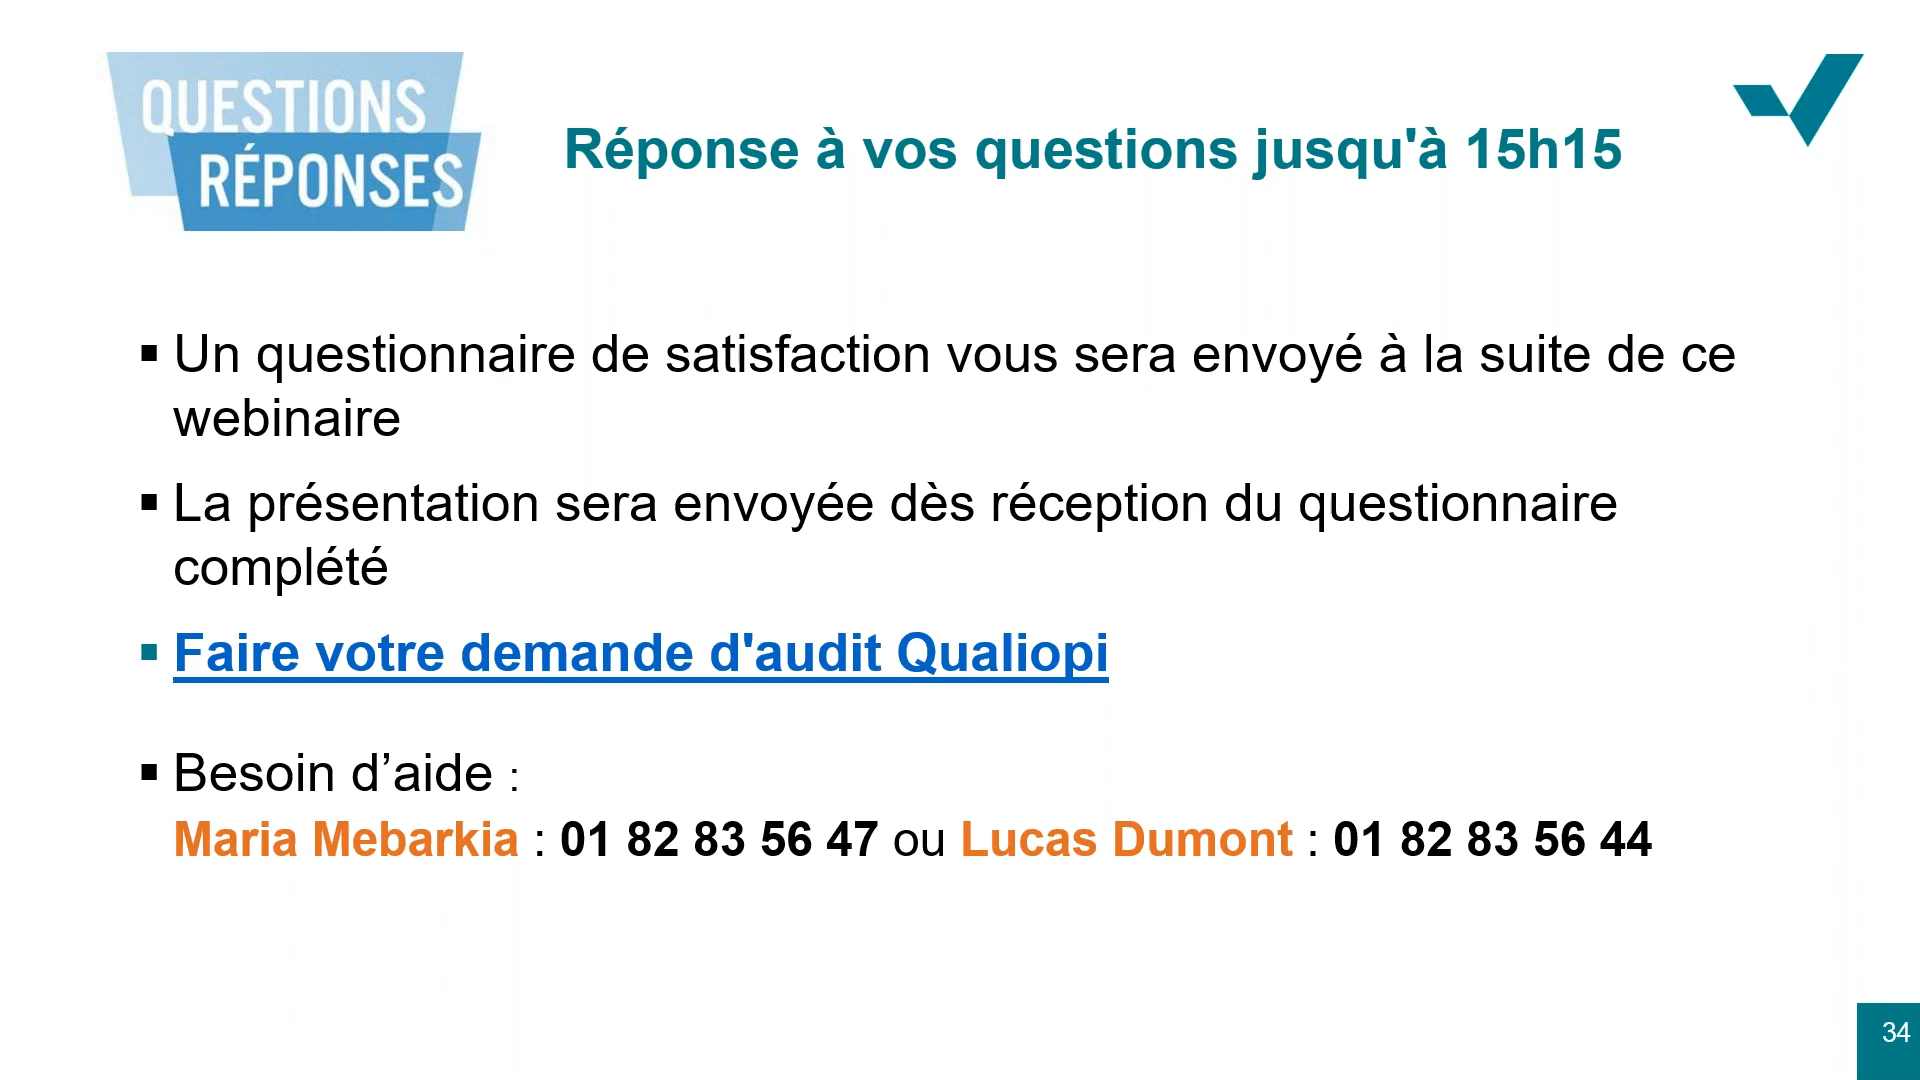 QUESTIONS
RÉPONSES
Réponse à vos questions jusqu'à 15h15
▪ Un questionnaire de satisfaction vous sera envoyé à la suite de ce
webinaire
▪ La présentation sera envoyée dès réception du questionnaire
complété
▪ Faire votre demande d'audit Qualiopi
▪ Besoin d’aide :
Maria Mebarkia : 01 82 83 56 47 ou Lucas Dumont : 01 82 83 56 44
34